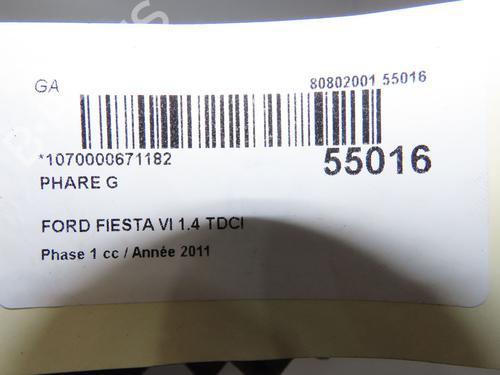 GA
80802001 55016
*1070000671182
55016
PHARE G
FORD FIESTA VI 1.4 TDCI
Phase 1 cc / Année 2011